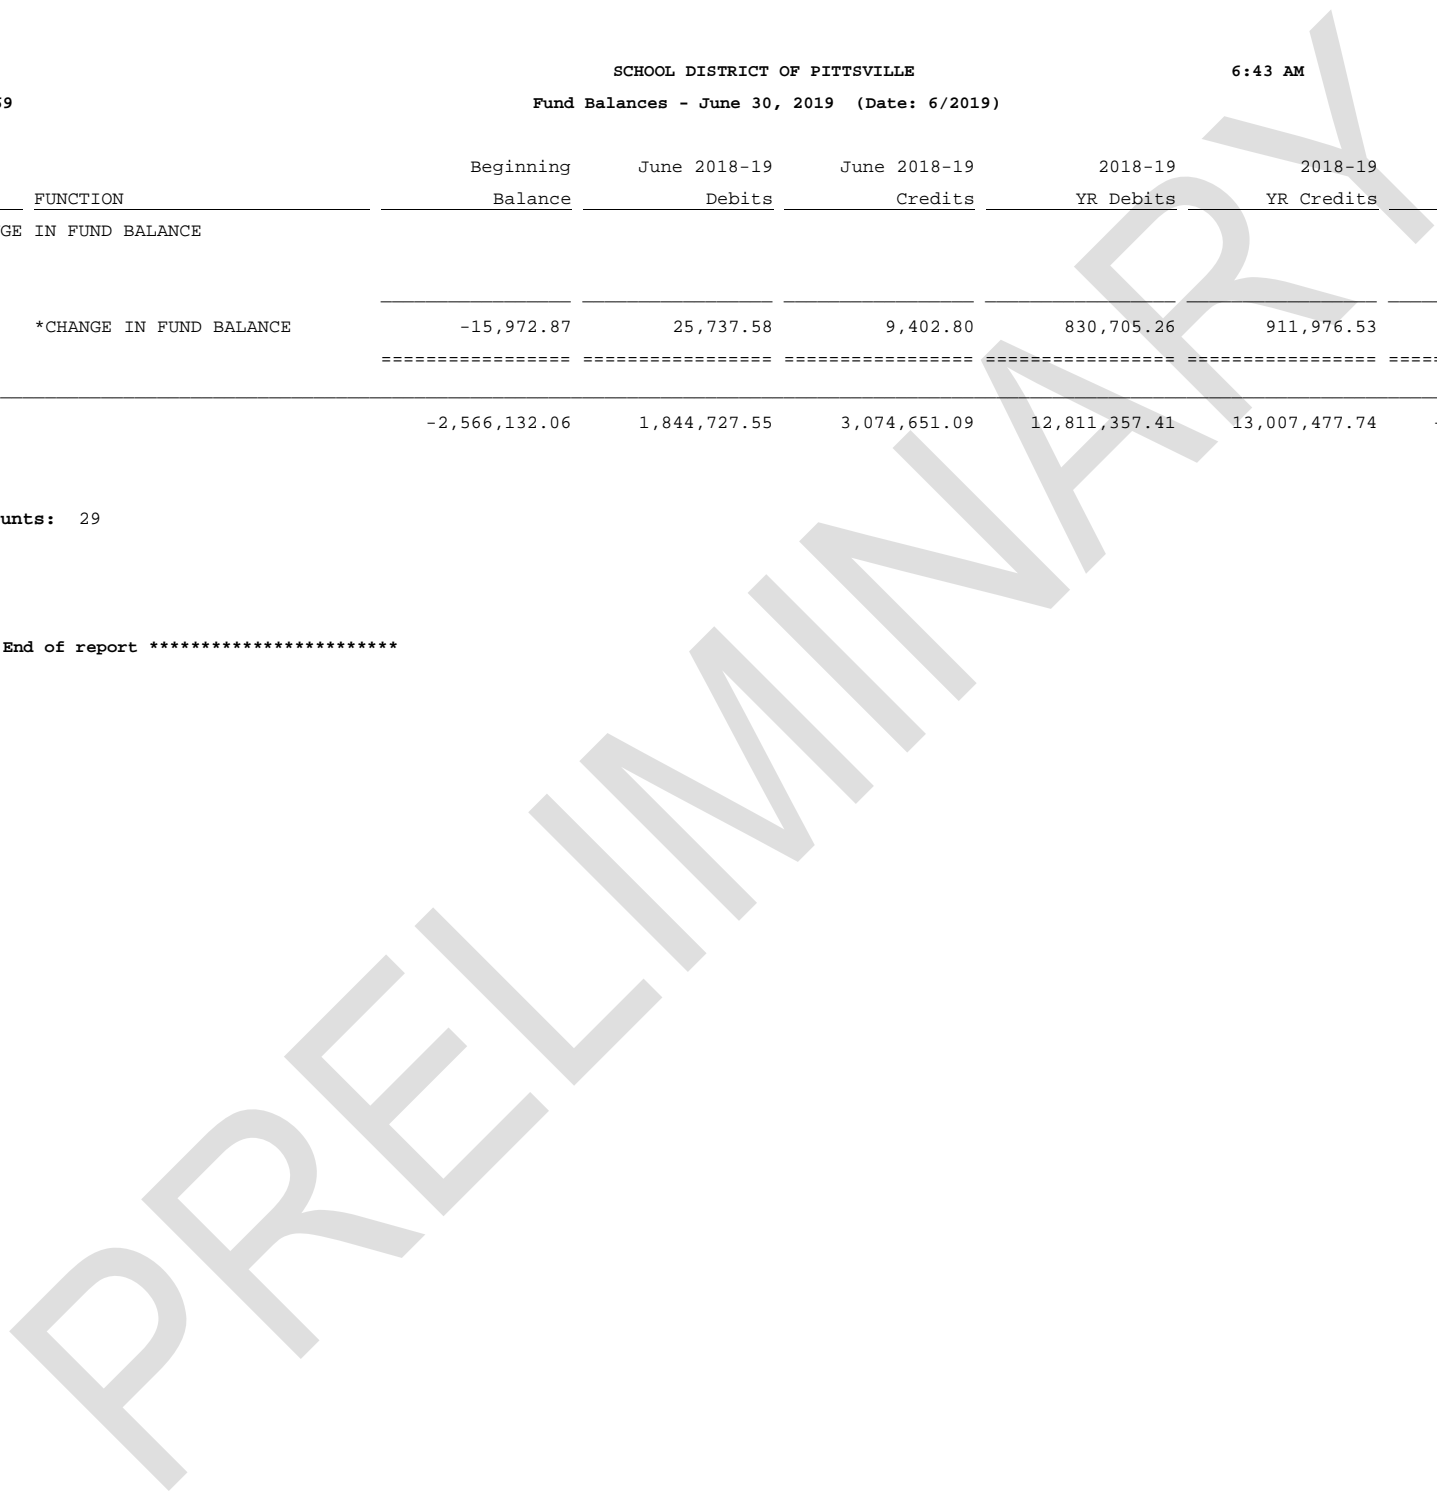 SCHOOL DISTRICT OF PITTSVILLE 6:43 AM
Fund Balances - June 30, 2019 (Date: 6/2019)
Beginning June 2018-19 June 2018-19 2018-19 2018-19
FUNCTION Balance Debits Credits YR Debits YR Credits
GE IN FUND BALANCE
*CHANGE IN FUND BALANCE -15,972.87 25,737.58 9,402.80 830,705.26 911,976.53
================= ================= ================= ================= ================= =====
-2,566,132.06 1,844,727.55 3,074,651.09 12,811,357.41 13,007,477.74 -
unts: 29
End of report ************************
PRELIMINARY